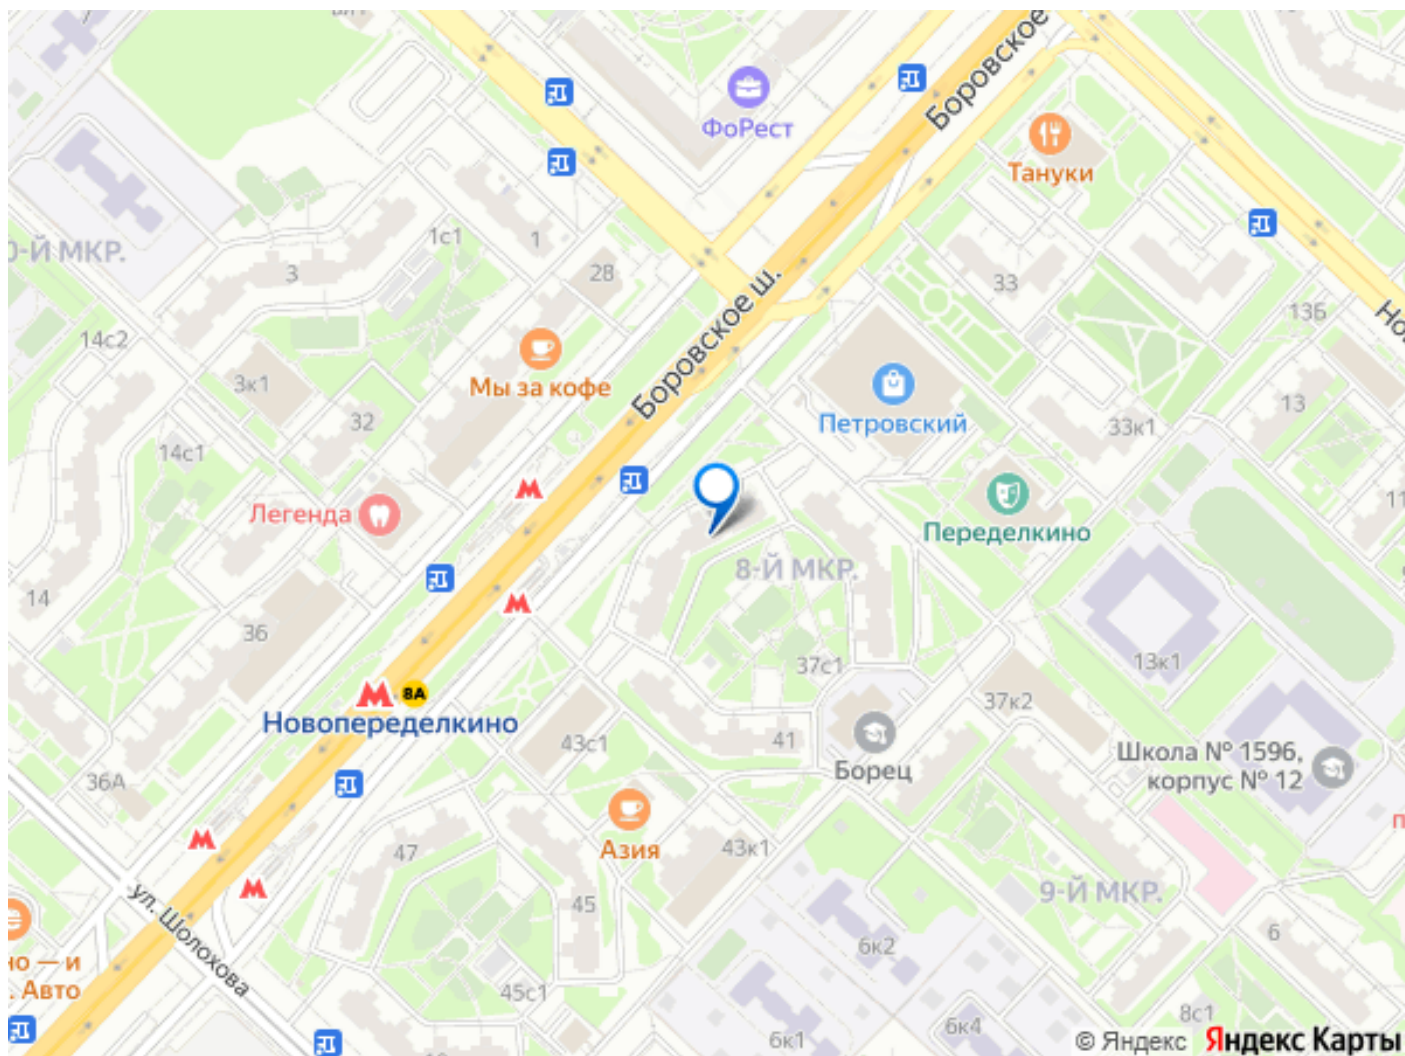 Боровское
ФоРест
Тануки
0-Й МКР.
1с1
1
28
3
33
13Б
14с2
Боровское ш.
Мы за кофе
3к1
Петровский
13
32
33к1
14с1
Легенда
Переделкино
8-Й МКР.
14
36
37с1
13к1
8А
Новопеределкино
37к2
43с1
41
Школа № 1596,
корпус № 12
36А
Борец
Азия
47
43к1
9-Й МКР.
ул. Шолохова
45
6к2
6
но — и
. Авто
45с1
8с1
6к1
6к4
© Яндекс Яндекс Карты